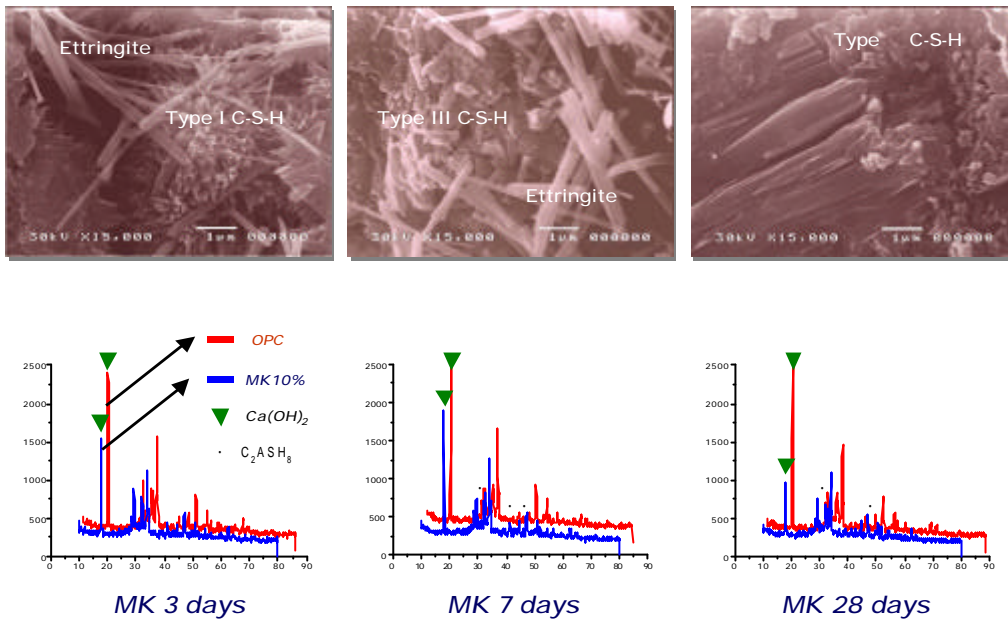 Ettringite
Type I C-S-H
30kV X15,000 1µm 000000
Type III C-S-H
Ettringite
30kV X15,000 1µm 000000
Type C-S-H
30kV X15,000 1µm 000000
OPC
MK10%
Ca(OH)₂
C₂ASH₈
2500
2000
1500
1000
500
0
0 10 20 30 40 50 60 70 80 90
2500
2000
1500
1000
500
0
0 10 20 30 40 50 60 70 80 90
2500
2000
1500
1000
500
0
0 10 20 30 40 50 60 70 80 90
MK 3 days
MK 7 days
MK 28 days